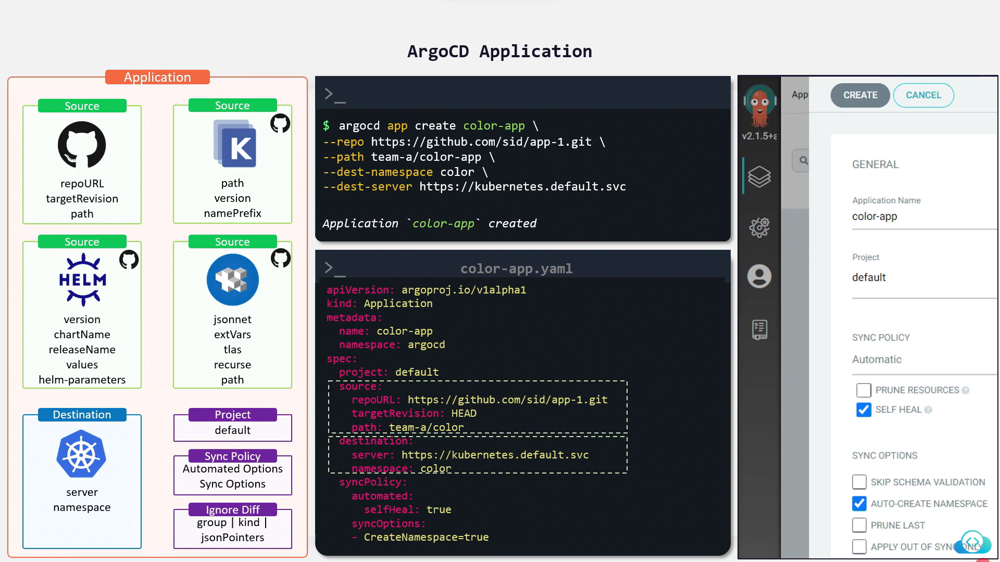 ArgoCD Application
Application
Source
repoURL
targetRevision
path
Source
K
path
version
namePrefix
Source
HELM
version
chartName
releaseName
values
helm-parameters
Source
jsonnet
extVars
tlas
recurse
path
Destination
server
namespace
Project
default
Sync Policy
Automated Options
Sync Options
Ignore Diff
group | kind |
jsonPointers
>_
$ argocd app create color-app \
--repo https://github.com/sid/app-1.git \
--path team-a/color-app \
--dest-namespace color \
--dest-server https://kubernetes.default.svc
Application `color-app` created
>_
color-app.yaml
apiVersion: argoproj.io/v1alpha1
kind: Application
metadata:
name: color-app
namespace: argocd
spec:
project: default
source:
repoURL: https://github.com/sid/app-1.git
targetRevision: HEAD
path: team-a/color
destination:
server: https://kubernetes.default.svc
namespace: color
syncPolicy:
automated:
selfHeal: true
syncOptions:
- CreateNamespace=true
v2.1.5+a
App
CREATE
CANCEL
GENERAL
Application Name
color-app
Project
default
SYNC POLICY
Automatic
PRUNE RESOURCES
SELF HEAL
SYNC OPTIONS
SKIP SCHEMA VALIDATION
AUTO-CREATE NAMESPACE
PRUNE LAST
APPLY OUT OF SYNC ONLY